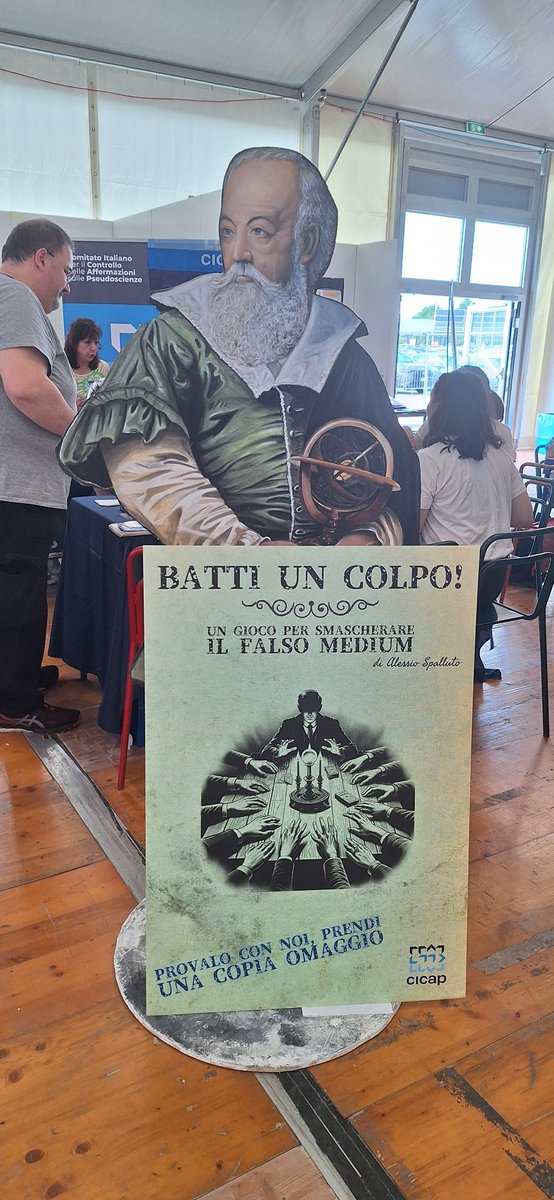 Comitato Italiano
per il Controllo
delle Affermazioni
sulle Pseudoscienze
CIC
BATTI UN COLPO!
UN GIOCO PER SMASCHERARE
IL FALSO MEDIUM
di Alessio Spalluto
PROVALO CON NOI, PRENDI
UNA COPIA OMAGGIO
CICAP